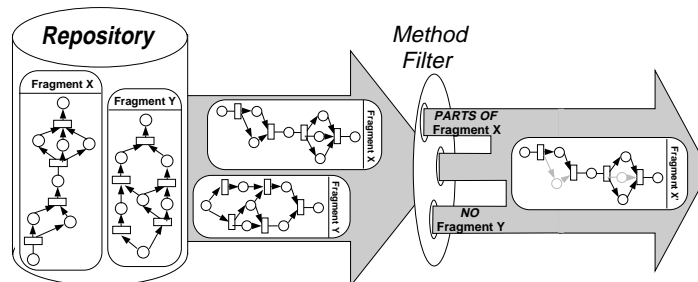 Repository
Fragment X
Fragment Y
Fragment X
Fragment Y
Method
Filter
PARTS OF
Fragment X
NO
Fragment Y
Fragment X'